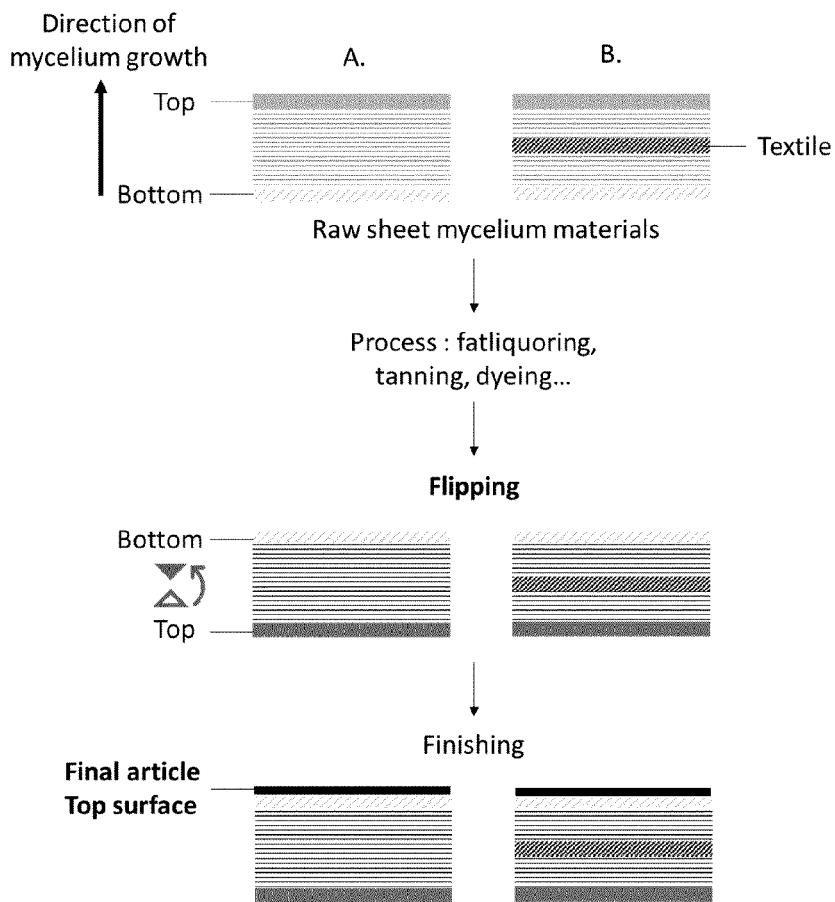 Direction of
mycelium growth
A.
B.
Top
Textile
Bottom
Raw sheet mycelium materials
Process : fatliquoring,
tanning, dyeing...
Flipping
Bottom
Top
Finishing
Final article
Top surface